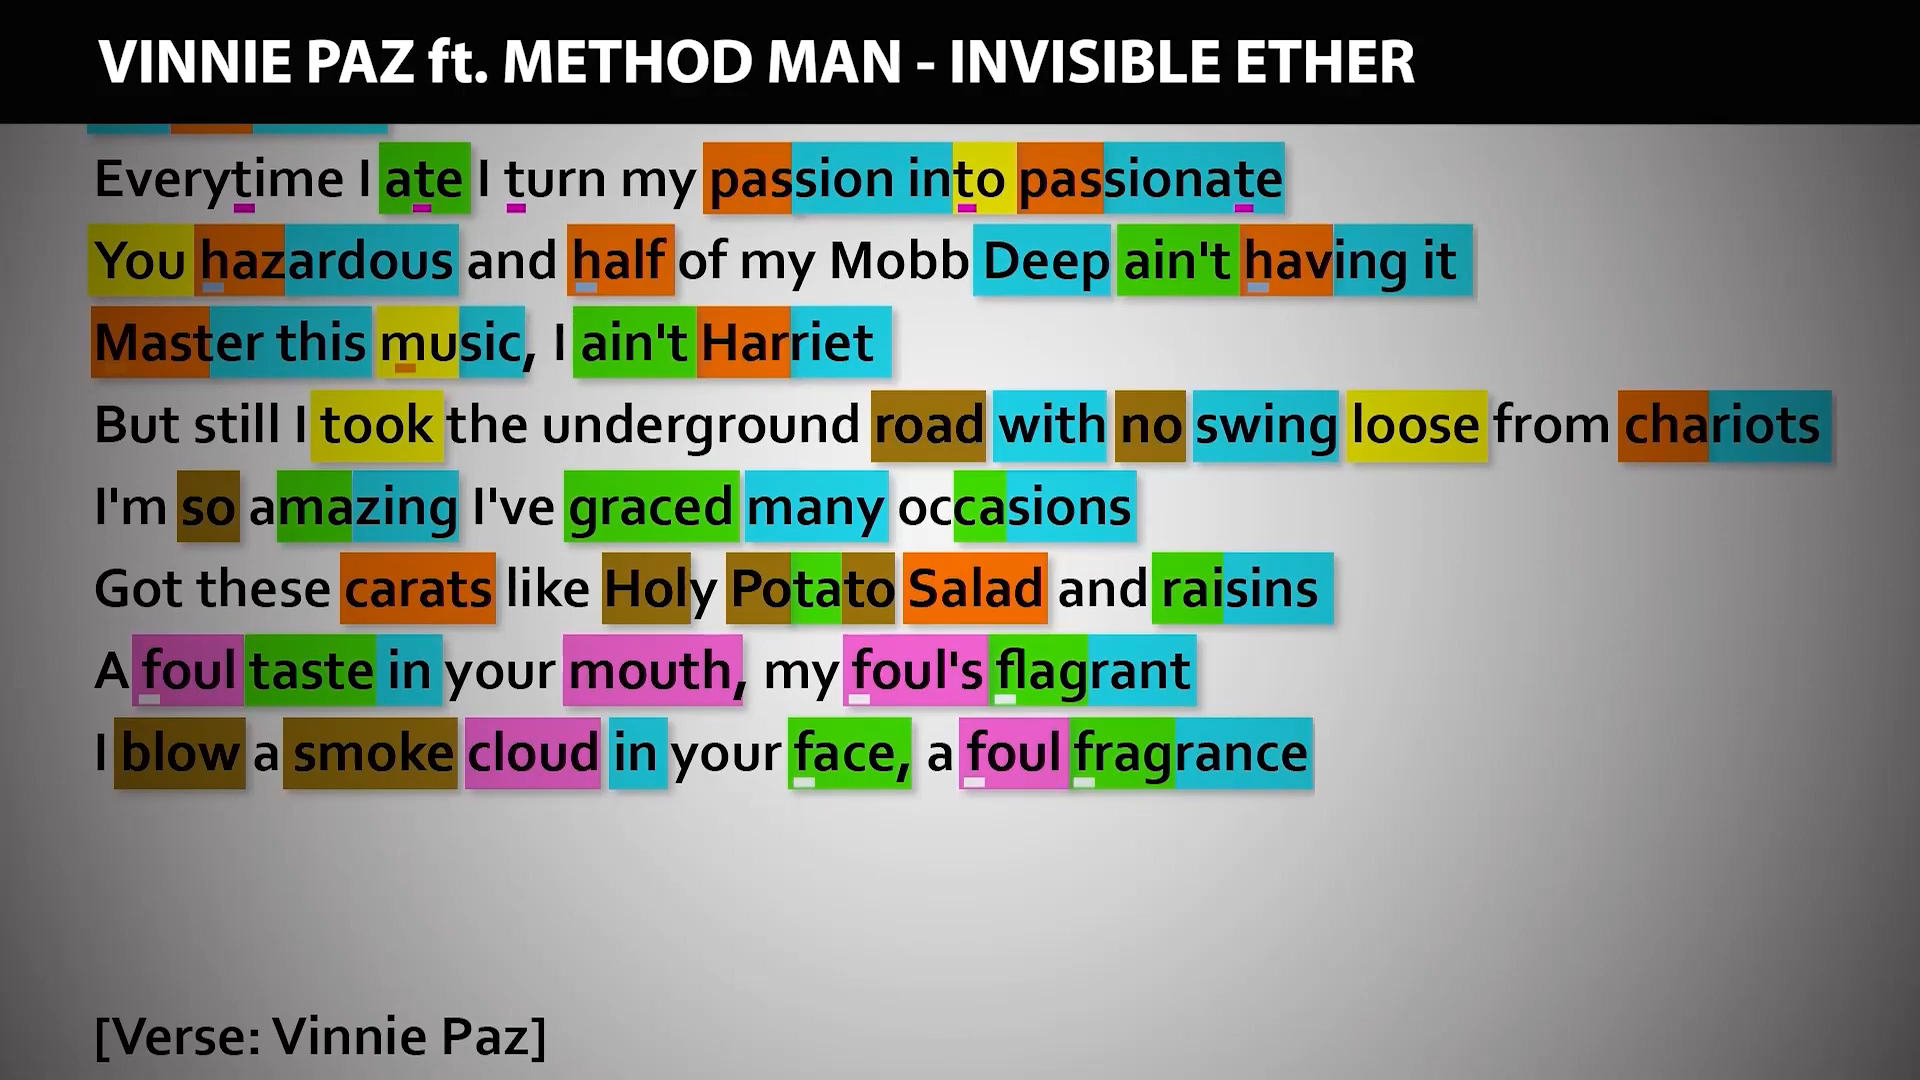 VINNIE PAZ ft. METHOD MAN - INVISIBLE ETHER
Everytime I ate I turn my passion into passionate
You hazardous and half of my Mobb Deep ain't having it
Master this music, I ain't Harriet
But still I took the underground road with no swing loose from chariots
I'm so amazing I've graced many occasions
Got these carats like Holy Potato Salad and raisins
A foul taste in your mouth, my foul's flagrant
I blow a smoke cloud in your face, a foul fragrance
[Verse: Vinnie Paz]